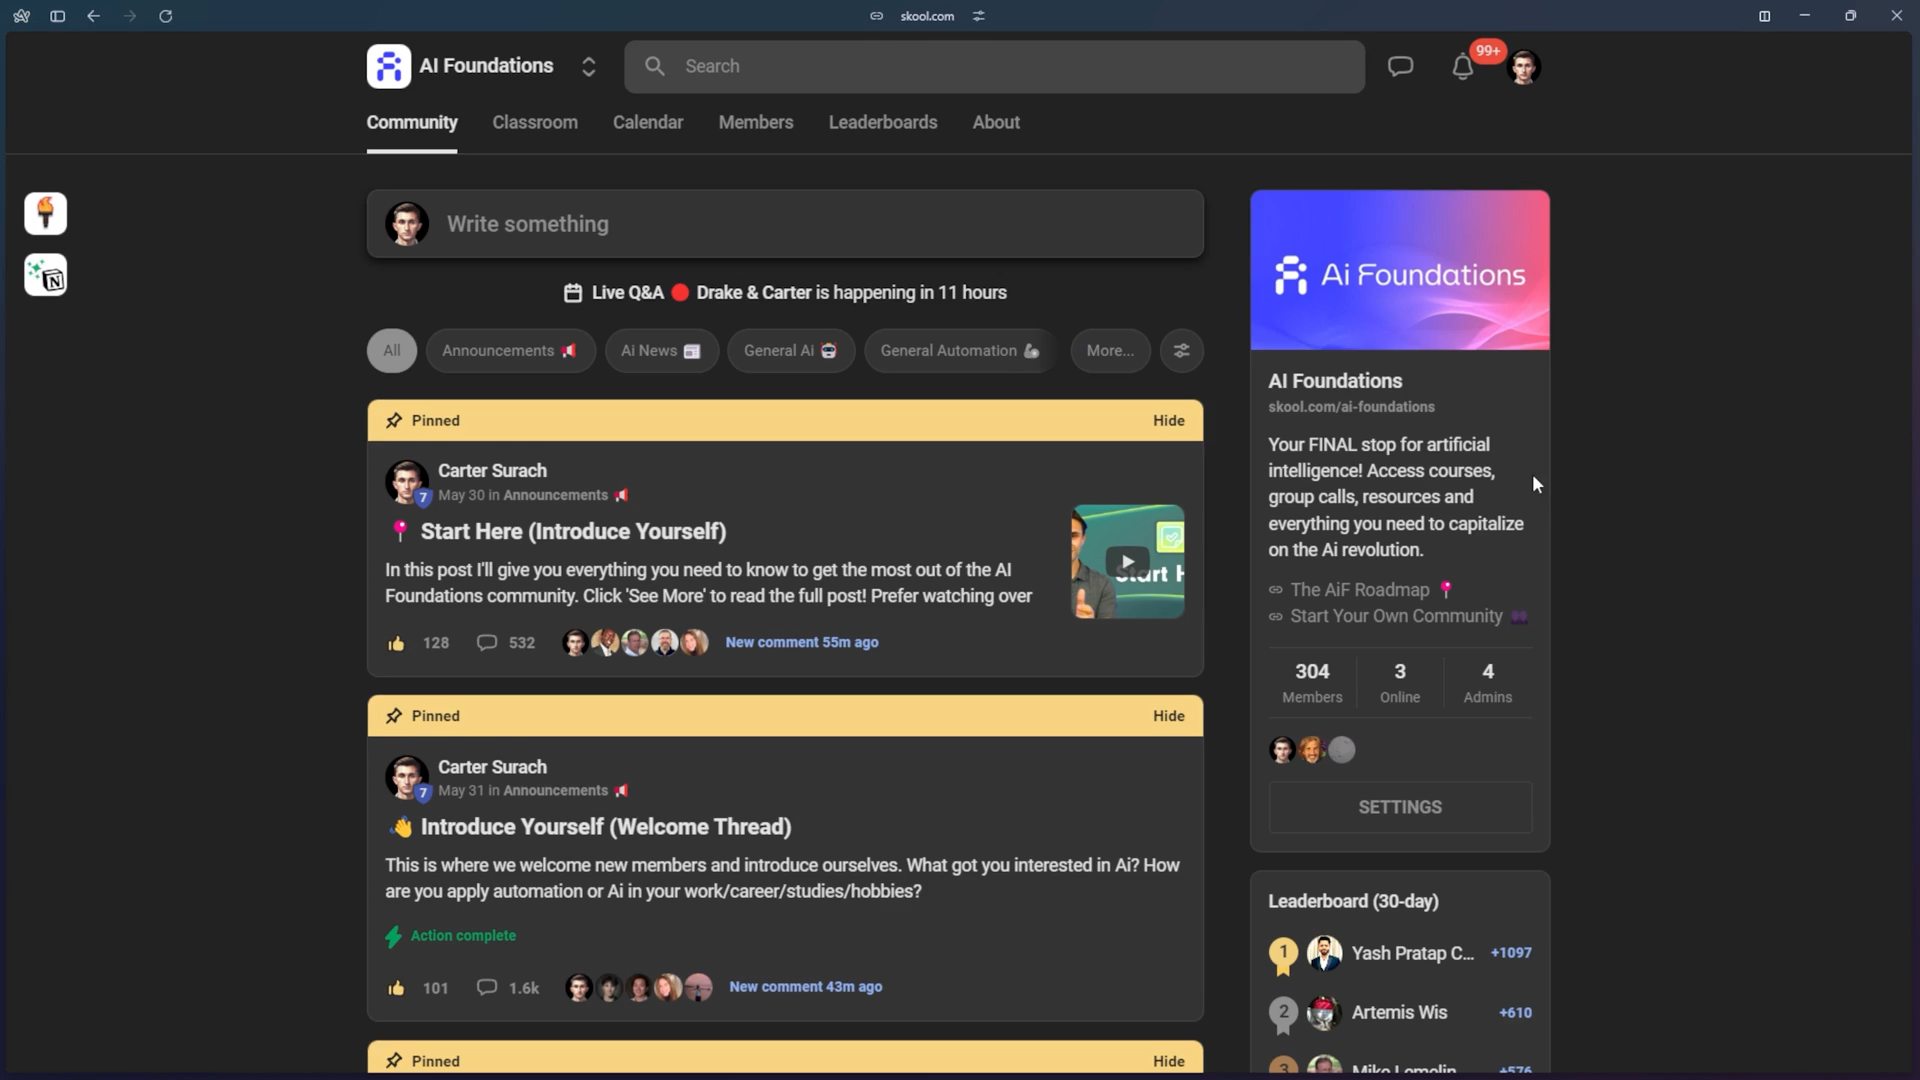 skool.com
AI Foundations
Search
99+
Community
Classroom
Calendar
Members
Leaderboards
About
Write something
Live Q&A 🔴 Drake & Carter is happening in 11 hours
All
Announcements 📢
Ai News 📰
General Ai 🤖
General Automation 🦾
More...
Pinned
Hide
Carter Surach
7
May 30 in Announcements 📢
📍 Start Here (Introduce Yourself)
In this post I'll give you everything you need to know to get the most out of the AI
Foundations community. Click 'See More' to read the full post! Prefer watching over
Start H
128
532
New comment 55m ago
Pinned
Hide
Carter Surach
7
May 31 in Announcements 📢
👋 Introduce Yourself (Welcome Thread)
This is where we welcome new members and introduce ourselves. What got you interested in Ai? How
are you apply automation or Ai in your work/career/studies/hobbies?
Action complete
101
1.6k
New comment 43m ago
Pinned
Hide
Ai Foundations
AI Foundations
skool.com/ai-foundations
Your FINAL stop for artificial
intelligence! Access courses,
group calls, resources and
everything you need to capitalize
on the Ai revolution.
The AiF Roadmap 📍
Start Your Own Community 👥
304
Members
3
Online
4
Admins
SETTINGS
Leaderboard (30-day)
1
Yash Pratap C...
+1097
2
Artemis Wis
+610
3
Mike Lomelin
+576